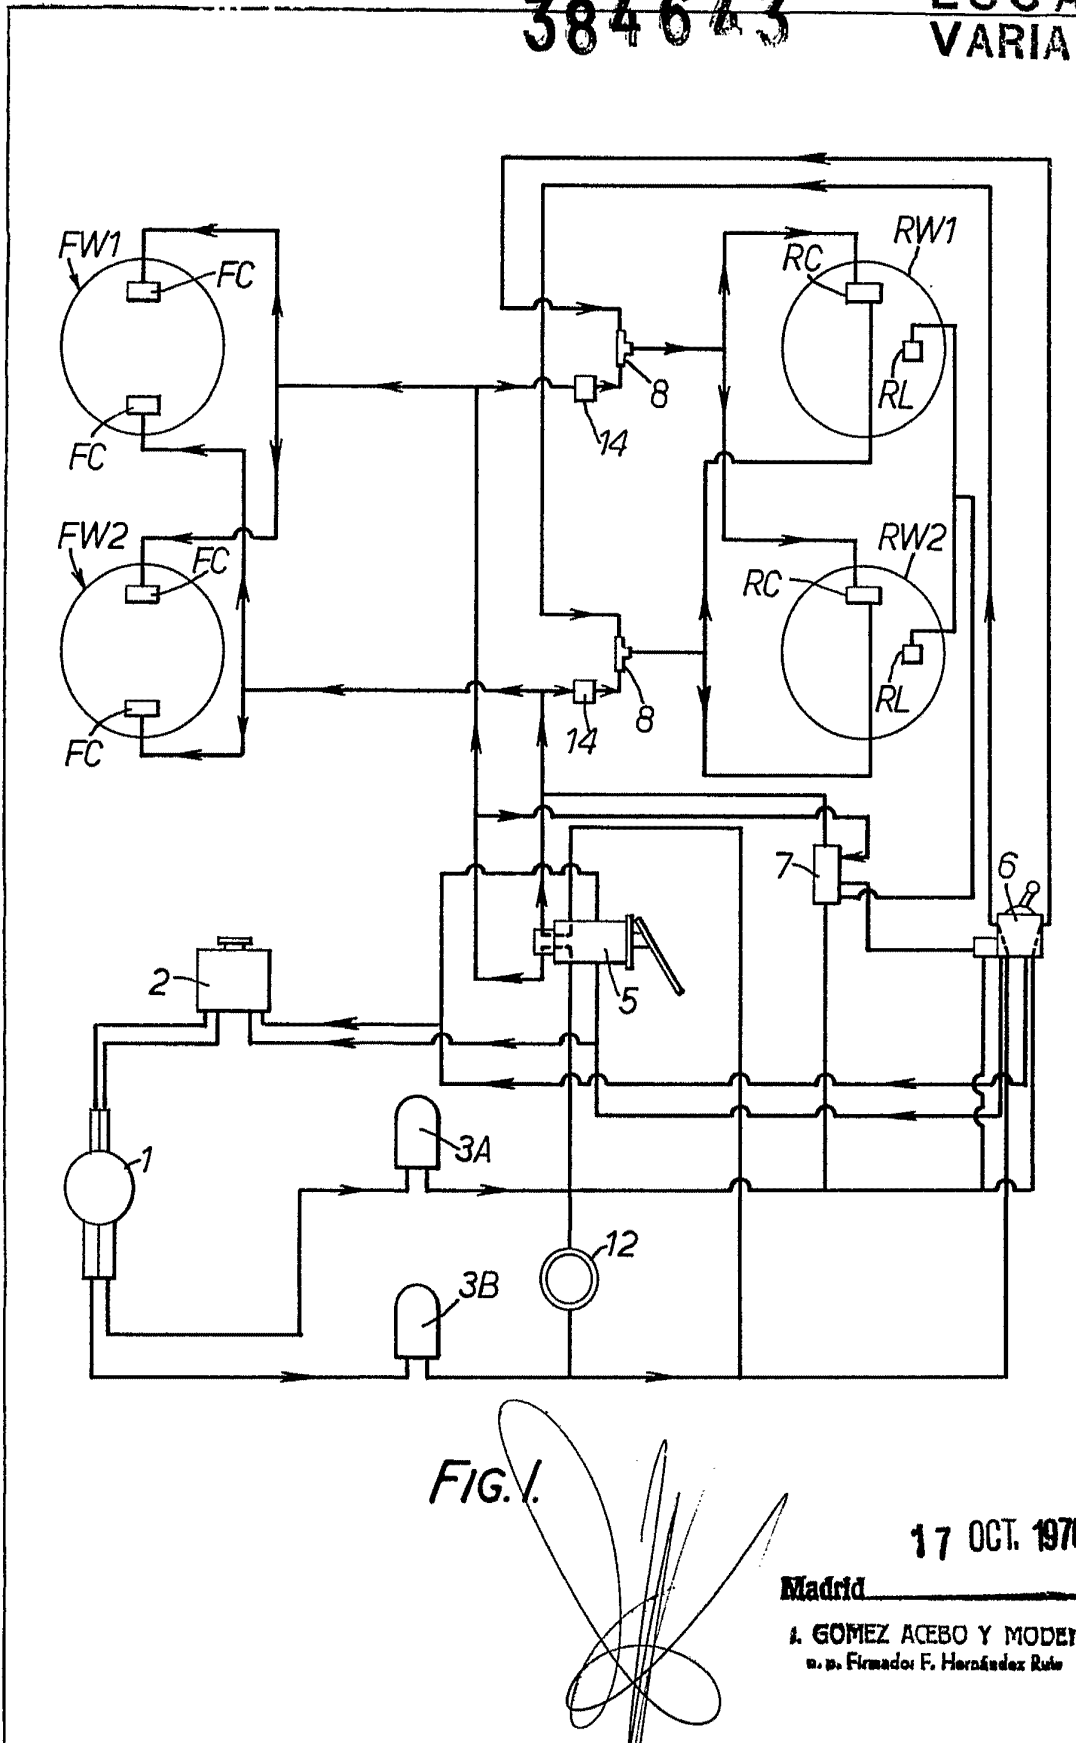 384643
VARIA
FW1
FC
FC
RC
RW1
RL
8
14
FW2
FC
FC
RC
RW2
RL
8
14
7
6
2
5
1
3A
12
3B
FIG. 1.
17 OCT. 197
Madrid
GOMEZ ACEBO Y MODE
p. p. Firmado: F. Hernández Ruiz